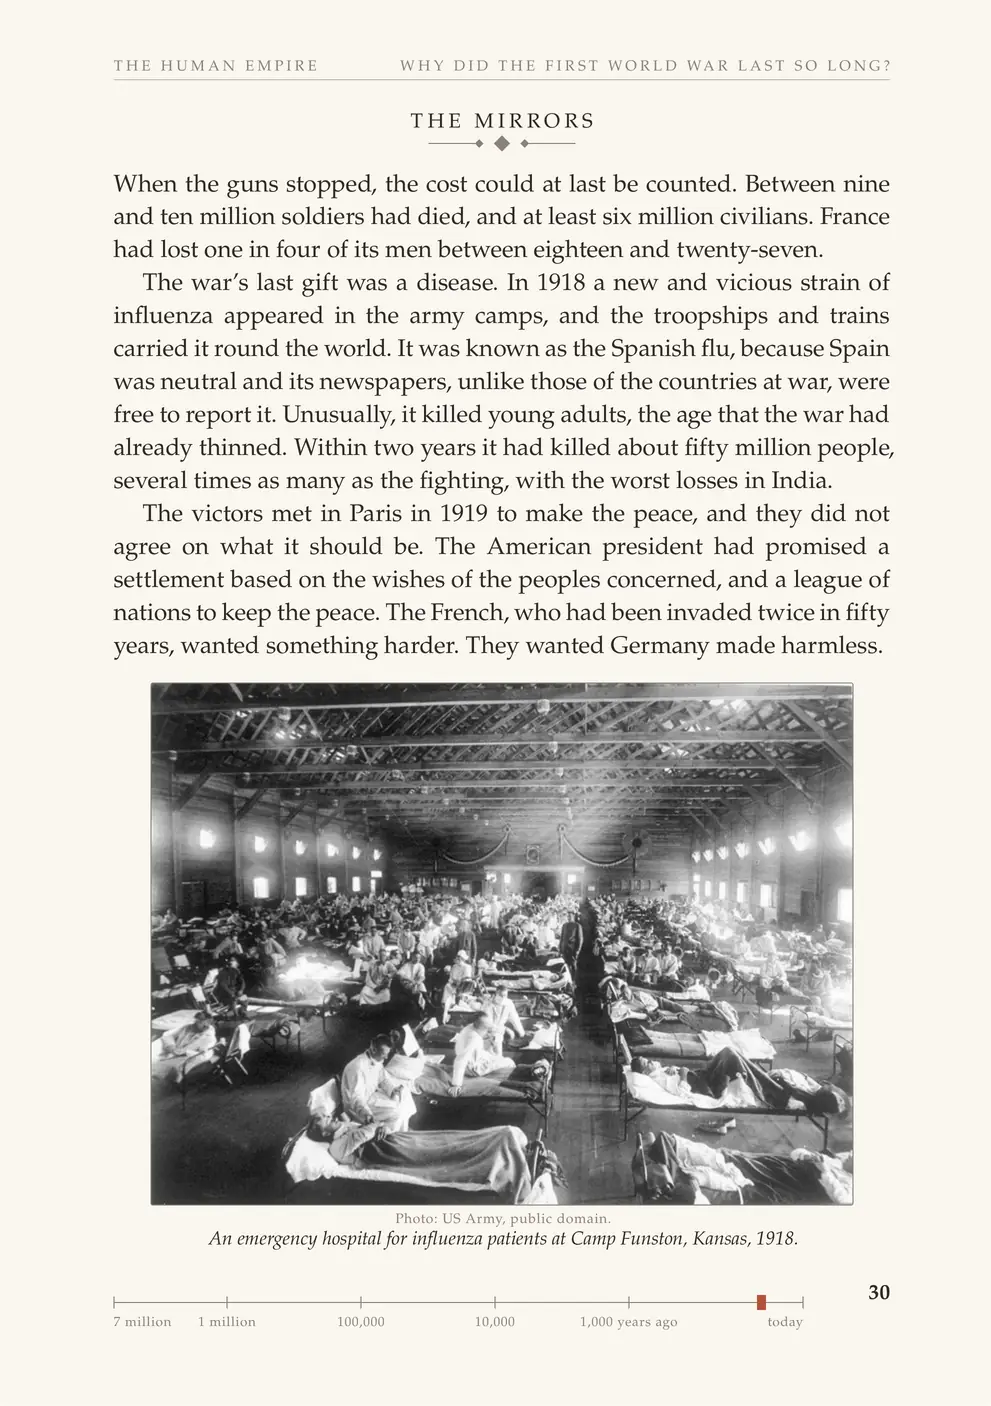 THE HUMAN EMPIRE
WHY DID THE FIRST WORLD WAR LAST SO LONG?
THE MIRRORS
When the guns stopped, the cost could at last be counted. Between nine
and ten million soldiers had died, and at least six million civilians. France
had lost one in four of its men between eighteen and twenty-seven.
The war’s last gift was a disease. In 1918 a new and vicious strain of
influenza appeared in the army camps, and the troopships and trains
carried it round the world. It was known as the Spanish flu, because Spain
was neutral and its newspapers, unlike those of the countries at war, were
free to report it. Unusually, it killed young adults, the age that the war had
already thinned. Within two years it had killed about fifty million people,
several times as many as the fighting, with the worst losses in India.
The victors met in Paris in 1919 to make the peace, and they did not
agree on what it should be. The American president had promised a
settlement based on the wishes of the peoples concerned, and a league of
nations to keep the peace. The French, who had been invaded twice in fifty
years, wanted something harder. They wanted Germany made harmless.
Photo: US Army, public domain.
An emergency hospital for influenza patients at Camp Funston, Kansas, 1918.
30
7 million
1 million
100,000
10,000
1,000 years ago
today